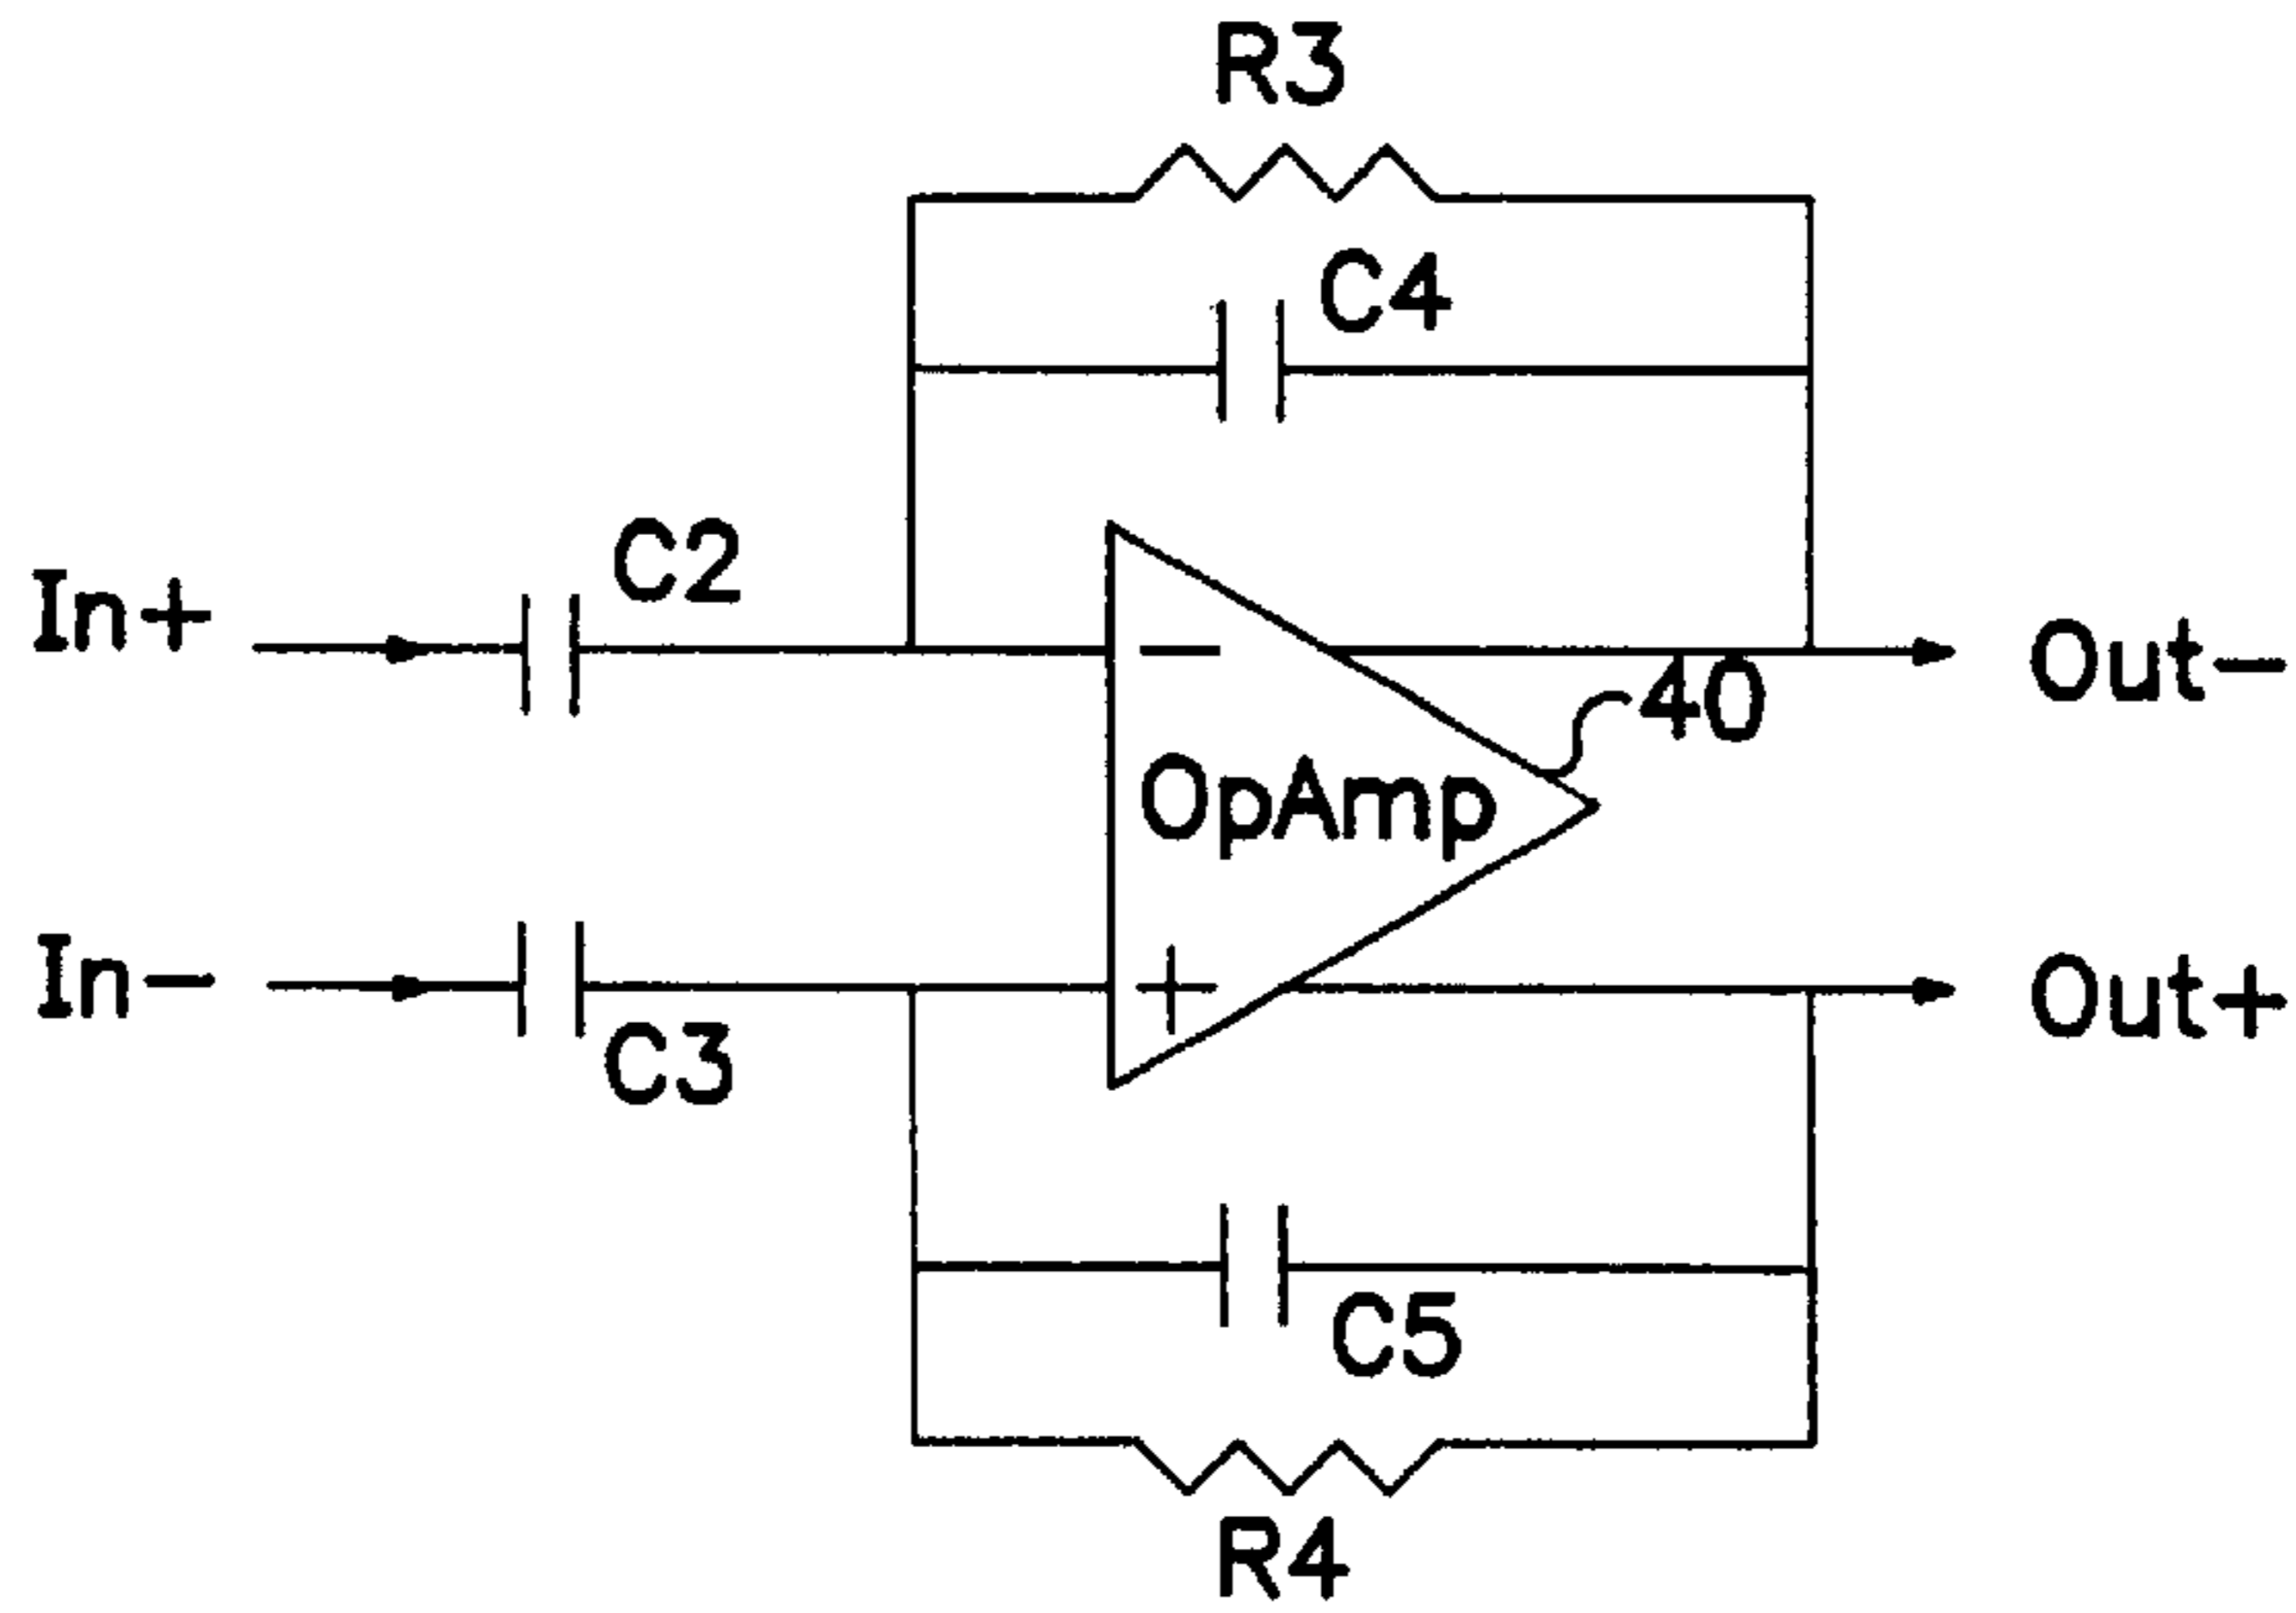 R3
C4
C2
In+
Out-
40
OpAmp
In-
+
Out+
C3
C5
R4